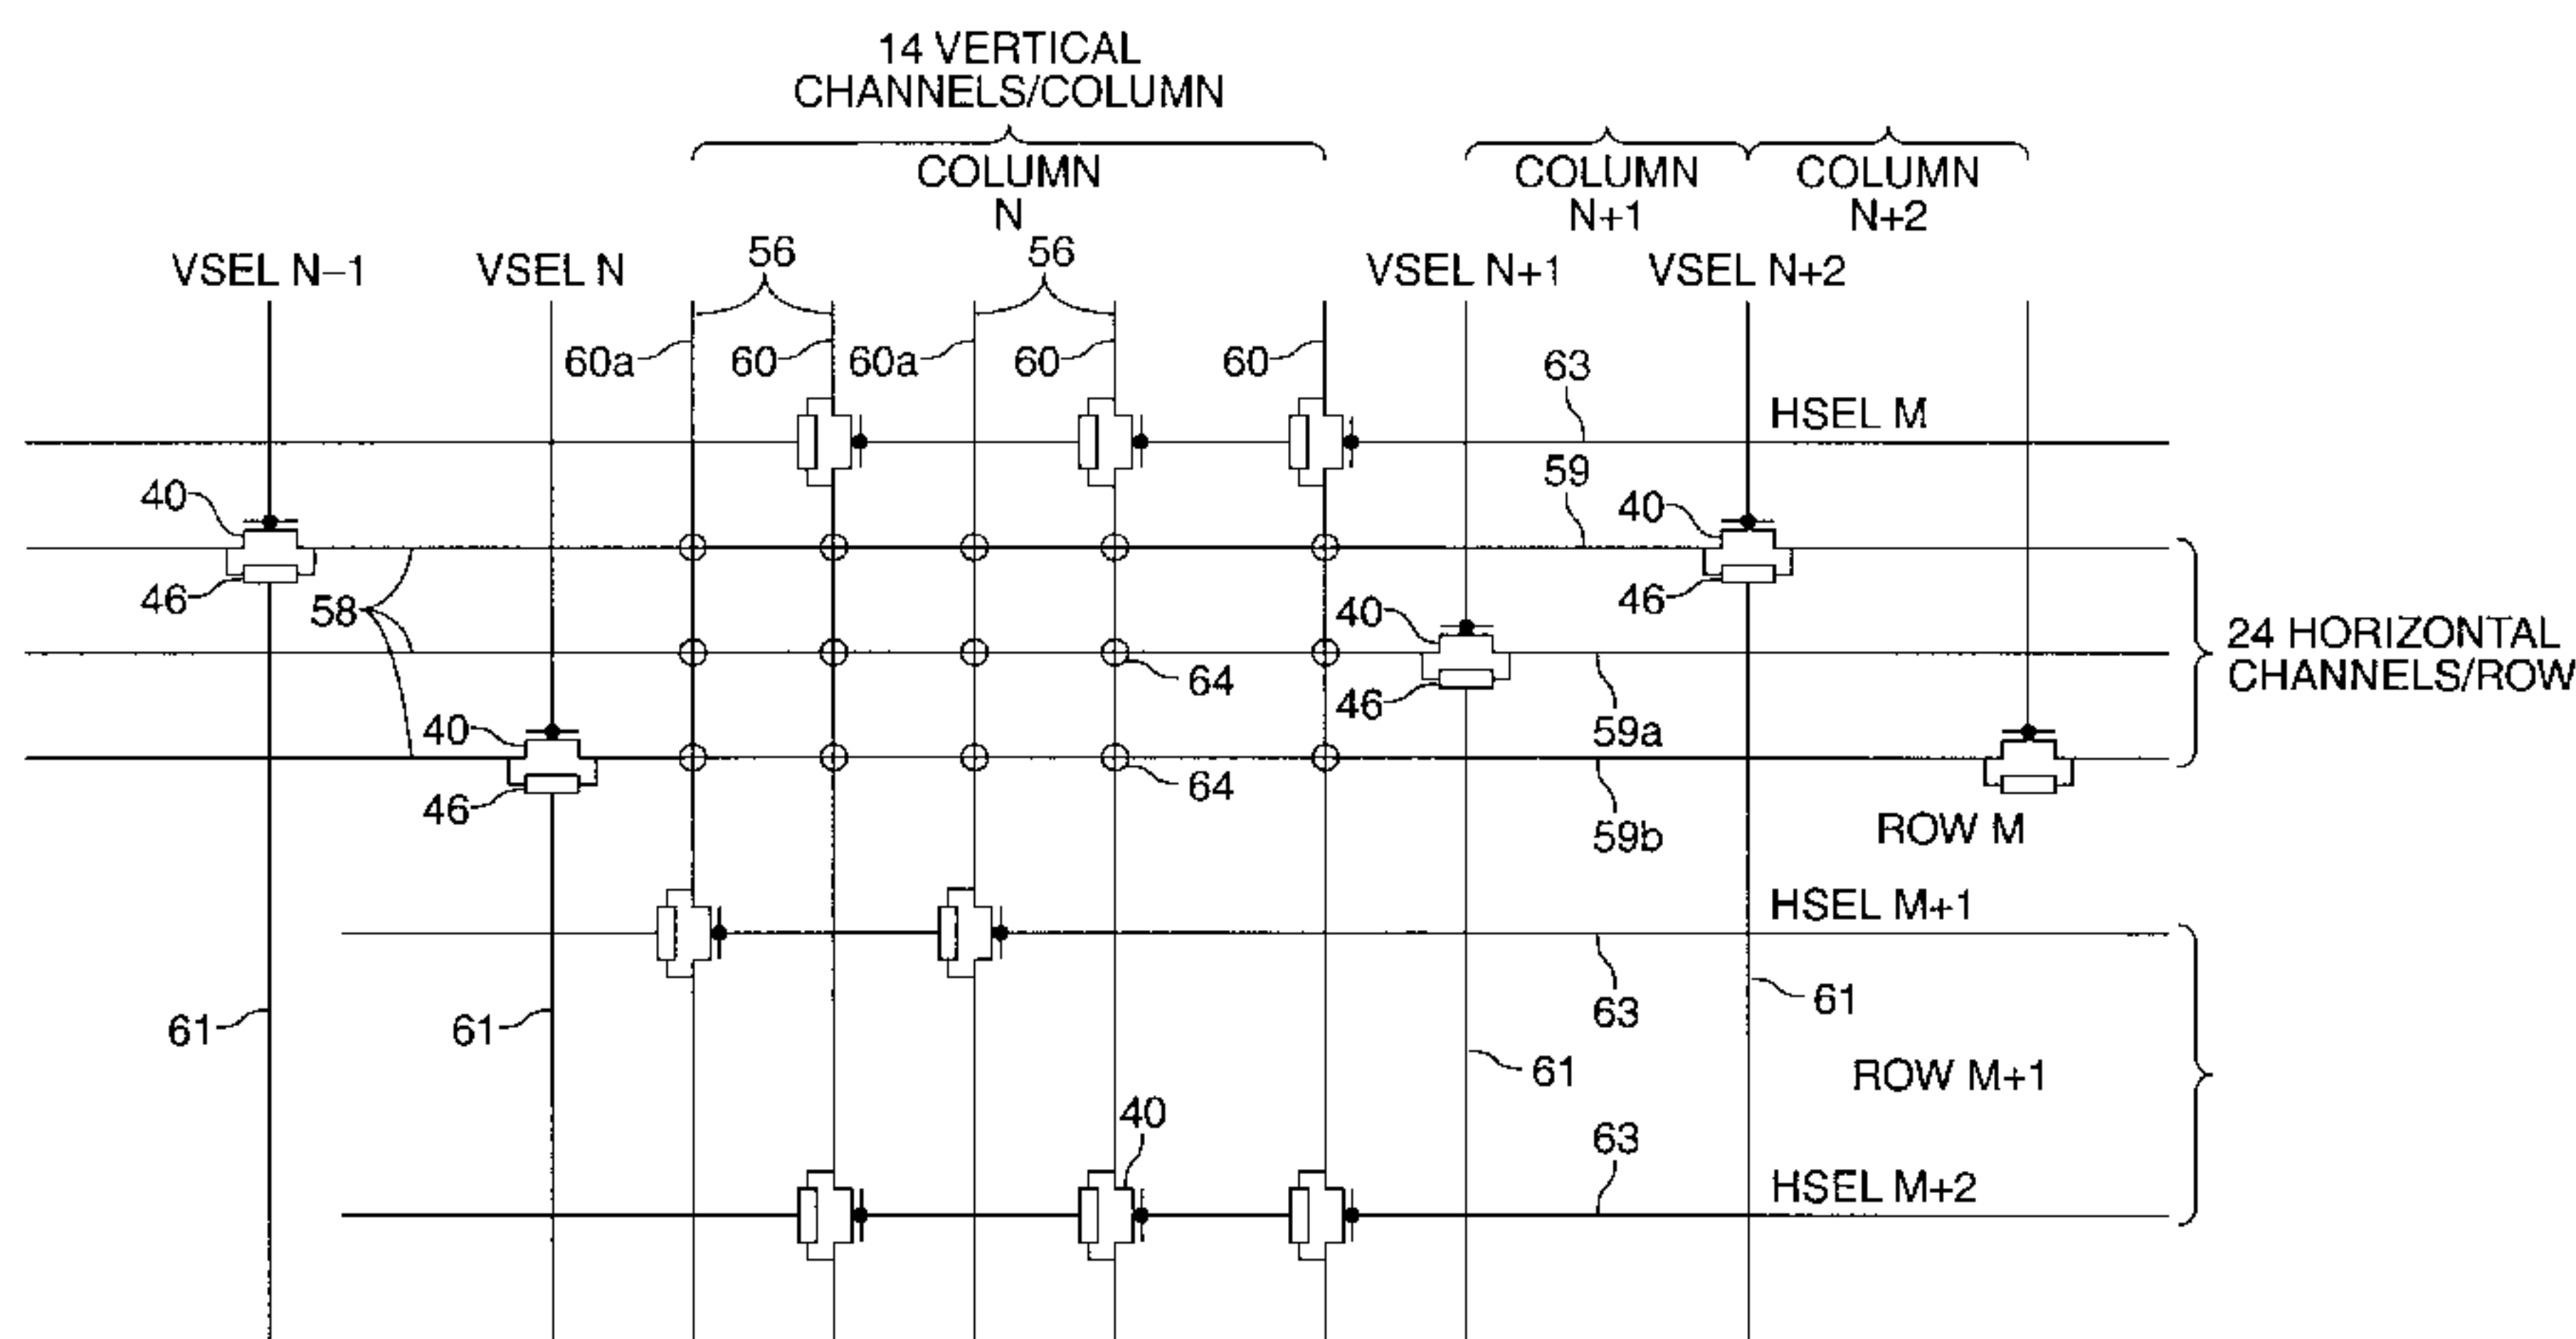 14 VERTICAL
CHANNELS/COLUMN
COLUMN
N
COLUMN
N+1
COLUMN
N+2
VSEL N–1
VSEL N
56
56
VSEL N+1
VSEL N+2
60a
60
60a
60
60
63
HSEL M
59
40
40
46
58
46
40
24 HORIZONTAL
CHANNELS/ROW
64
46
59a
40
64
46
59b
ROW M
HSEL M+1
63
61
61
61
61
ROW M+1
40
63
HSEL M+2